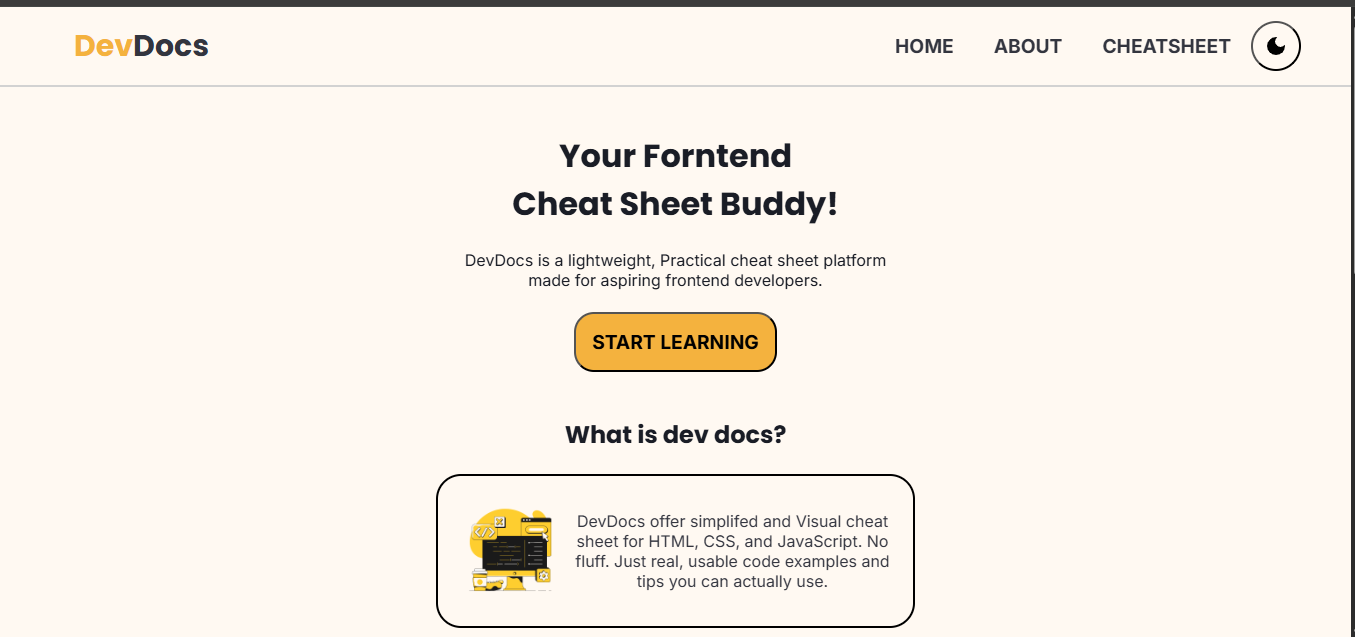 DevDocs
HOME ABOUT CHEATSHEET
Your Forntend
Cheat Sheet Buddy!
DevDocs is a lightweight, Practical cheat sheet platform
made for aspiring frontend developers.
START LEARNING
What is dev docs?
DevDocs offer simplifed and Visual cheat
sheet for HTML, CSS, and JavaScript. No
fluff. Just real, usable code examples and
tips you can actually use.